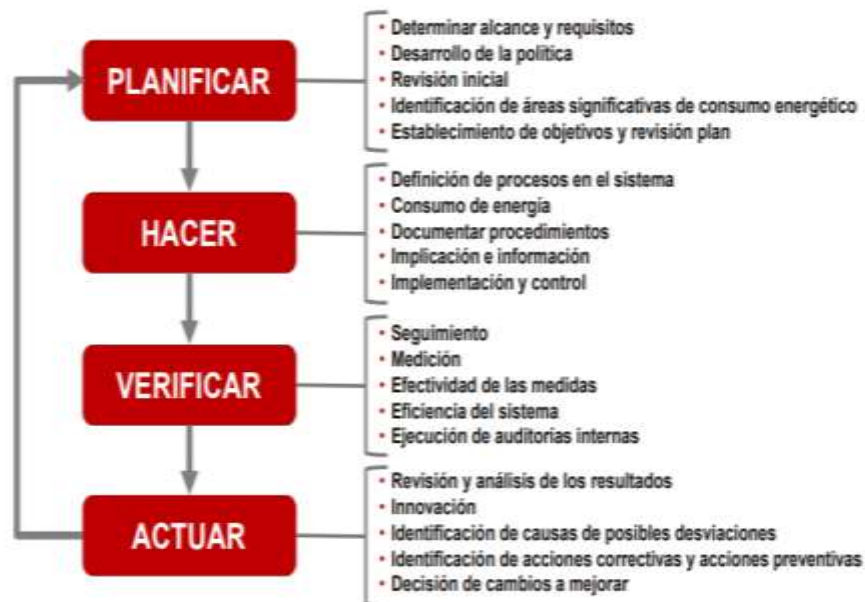 PLANIFICAR
• Determinar alcance y requisitos
• Desarrollo de la política
• Revisión inicial
• Identificación de áreas significativas de consumo energético
• Establecimiento de objetivos y revisión plan
HACER
• Definición de procesos en el sistema
• Consumo de energía
• Documentar procedimientos
• Implicación e información
• Implementación y control
VERIFICAR
• Seguimiento
• Medición
• Efectividad de las medidas
• Eficiencia del sistema
• Ejecución de auditorias internas
ACTUAR
• Revisión y análisis de los resultados
• Innovación
• Identificación de causas de posibles desviaciones
• Identificación de acciones correctivas y acciones preventivas
• Decisión de cambios a mejorar